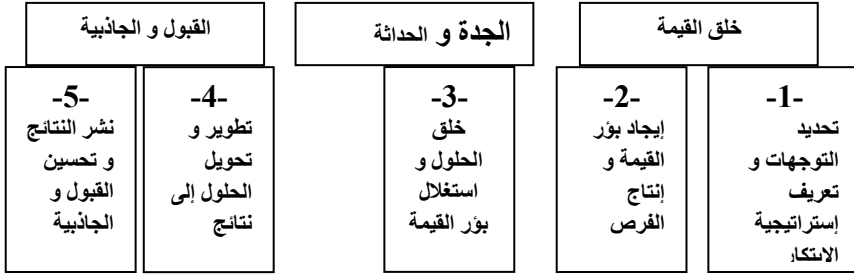 خلق القيمة
الجدة و الحداثة
القبول و الجاذبية
-1-
تحديد
التوجهات و
تعريف
إستراتيجية
الابتكار
-2-
إيجاد بؤر
القيمة و
إنتاج
الفرص
-3-
خلق
الحلول و
استغلال
بؤر القيمة
-4-
تطوير و
تحويل
الحلول إلى
نتائج
-5-
نشر النتائج
و تحسين
القبول و
الجاذبية